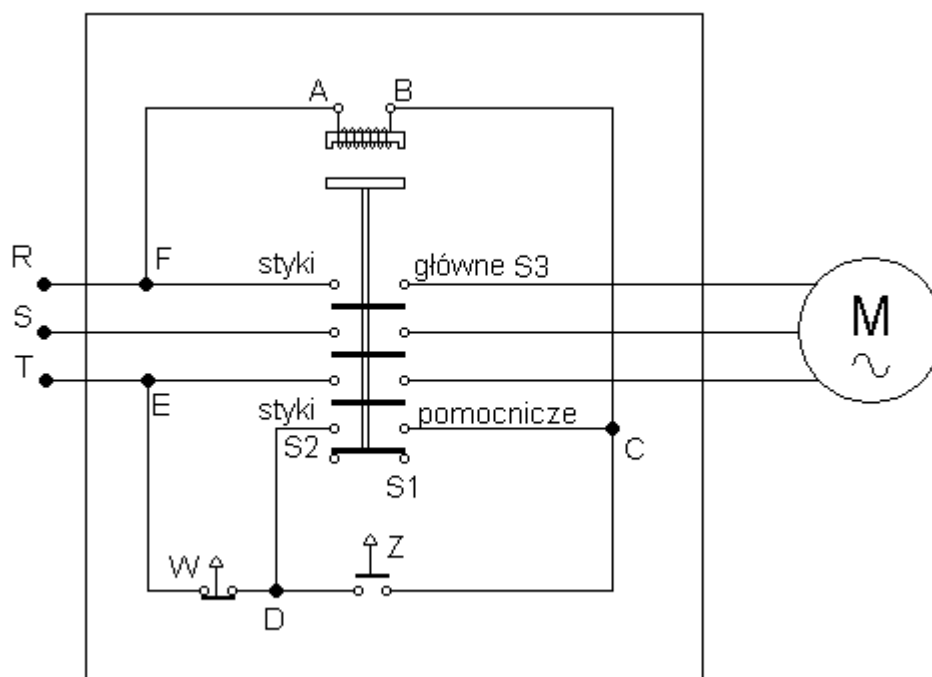 A B
R F styki główne S3
S
M
T
E styki pomocnicze
S2 C
S1
W Z
D